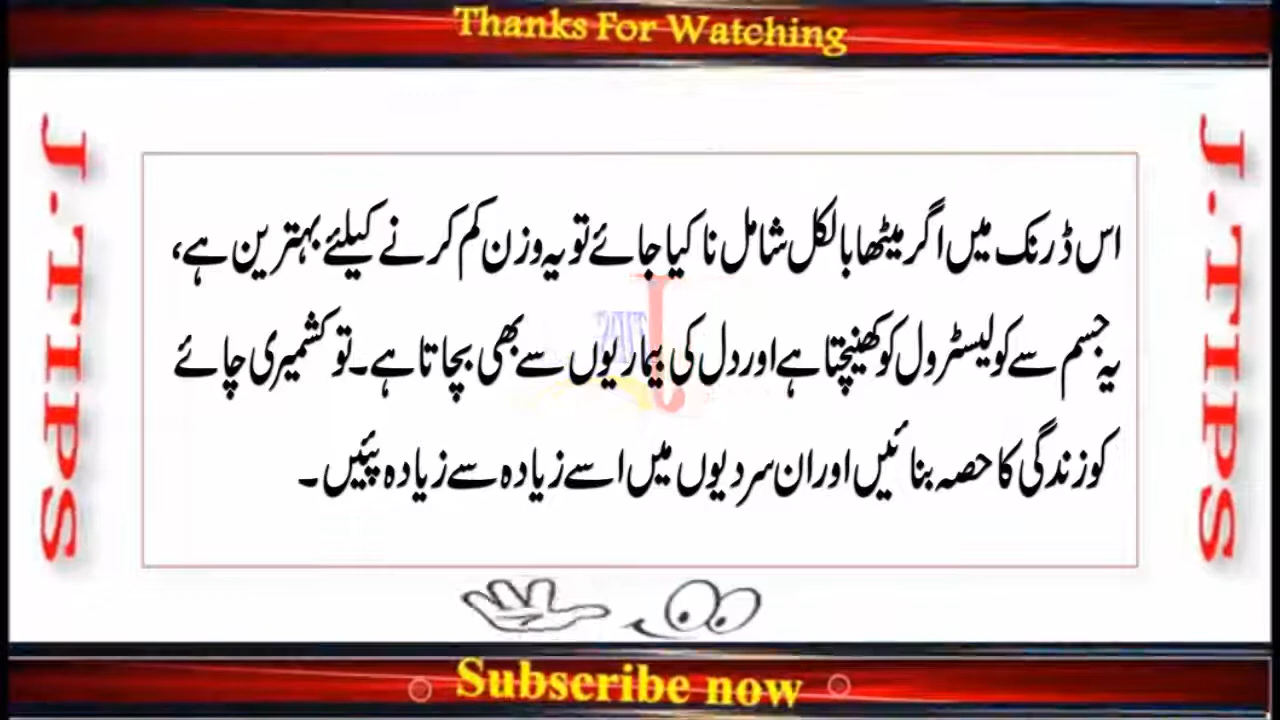 Thanks For Watching
J.TIPS
J.TIPS
اس ڈرنک میں اگر میٹھا بالکل شامل نا کیا جائے تو یہ وزن کم کرنے کیلئے بہترین ہے،
یہ جسم سے کولیسٹرول کو کھینچتا ہے اور دل کی بیماریوں سے بھی بچاتا ہے۔ تو کشمیری چائے
کو زندگی کا حصہ بنائیں اور ان سردیوں میں اسے زیادہ سے زیادہ پئیں۔
Subscribe now